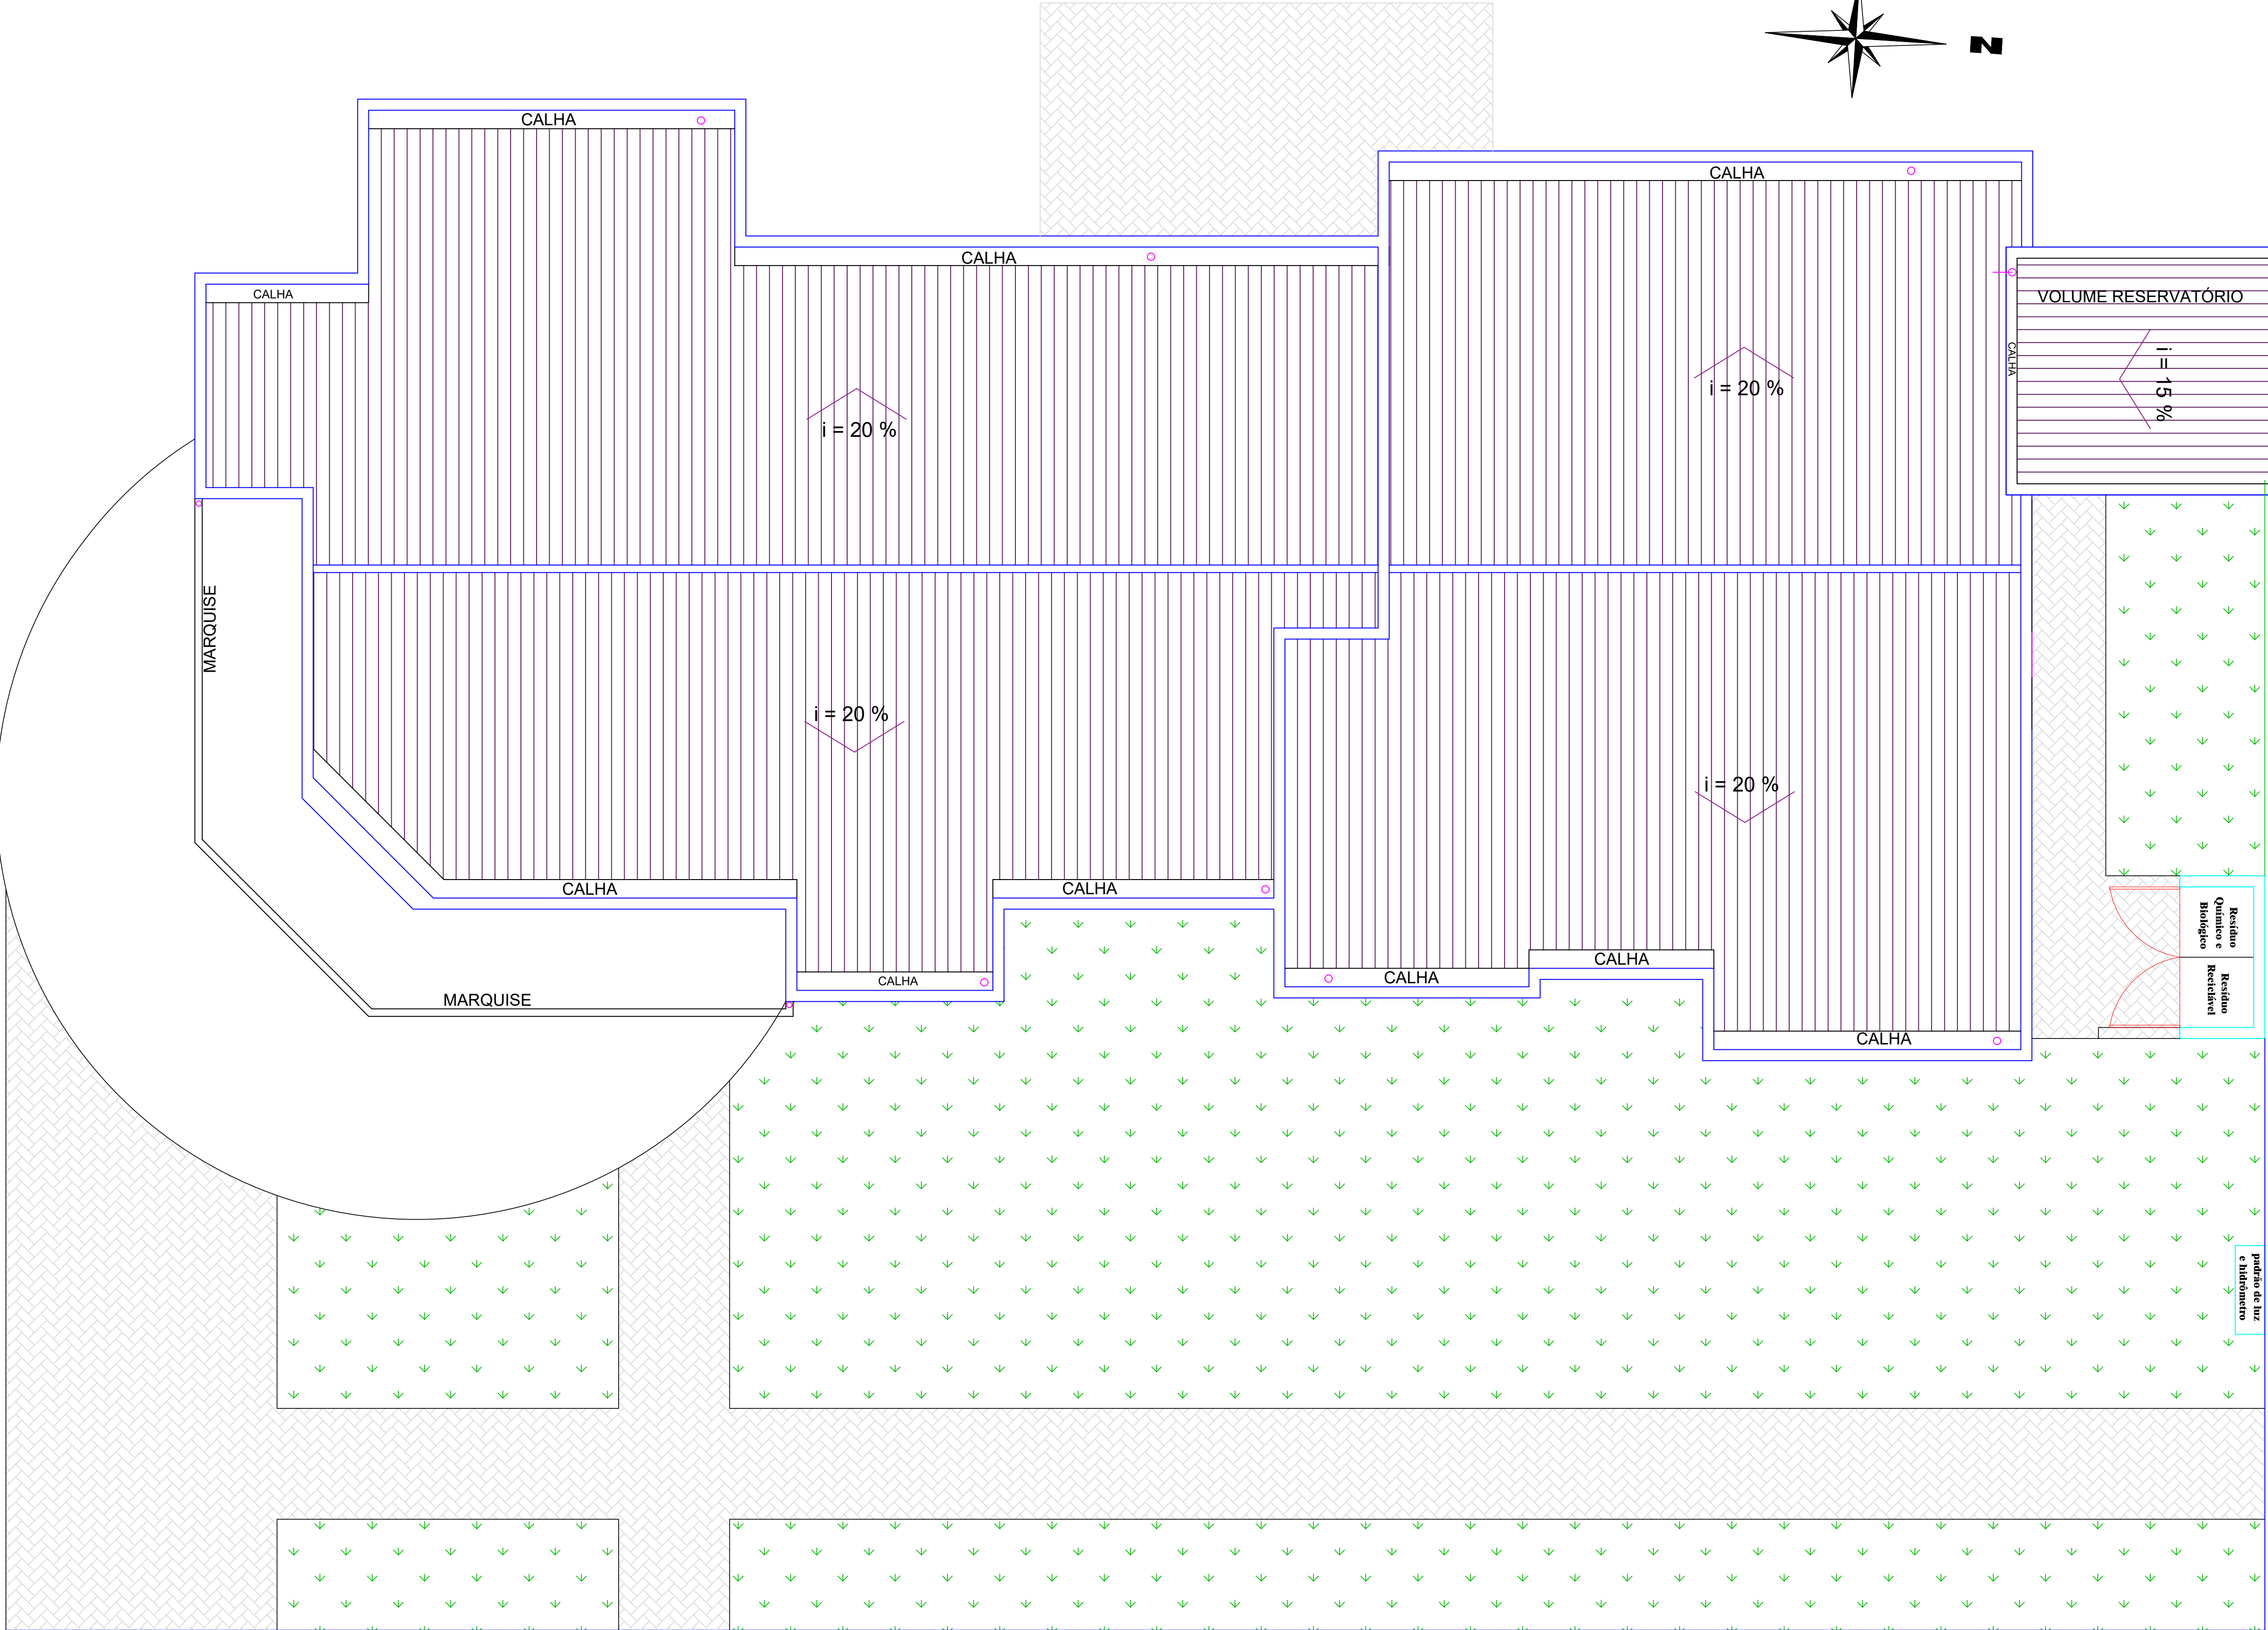 N
CALHA
CALHA
CALHA
CALHA
VOLUME RESERVATÓRIO
CALHA
i = 15 %
i = 20 %
i = 20 %
MARQUISE
i = 20 %
i = 20 %
CALHA
CALHA
CALHA
CALHA
CALHA
CALHA
MARQUISE
Resíduo
Químico e
Biológico
Resíduo
Reciclável
padrão de luz
e hidrômetro